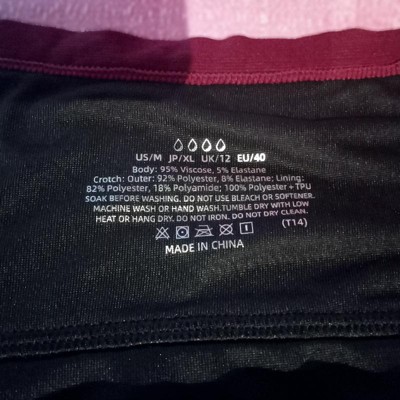 US/M JP/XL UK/12 EU/40
Body: 95% Viscose, 5% Elastane
Crotch: Outer: 92% Polyester, 8% Elastane; Lining:
82% Polyester, 18% Polyamide; 100% Polyester+TPU
SOAK BEFORE WASHING. DO NOT USE BLEACH OR SOFTENER.
MACHINE WASH OR HAND WASH.TUMBLE DRY WITH LOW
HEAT OR HANG DRY. DO NOT IRON. DO NOT DRY CLEAN.
(T14)
MADE IN CHINA